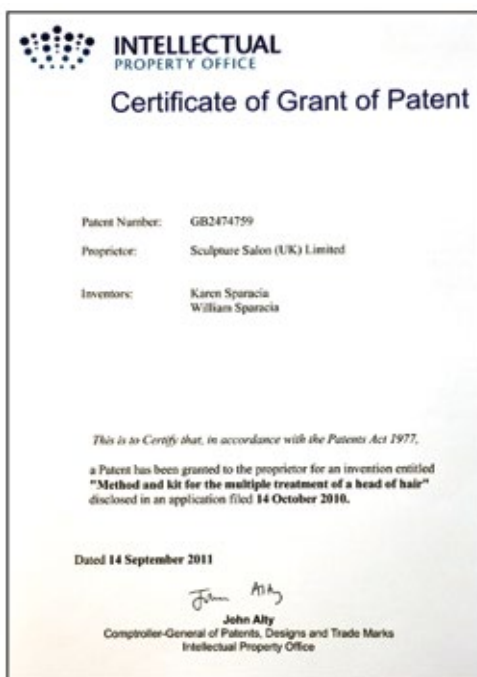 INTELLECTUAL
PROPERTY OFFICE
Certificate of Grant of Patent
Patent Number: GB2474759
Proprietor: Sculpture Salon (UK) Limited
Inventors: Karen Sparacia
William Sparacia
This is to Certify that, in accordance with the Patents Act 1977,
a Patent has been granted to the proprietor for an invention entitled
"Method and kit for the multiple treatment of a head of hair"
disclosed in an application filed 14 October 2010.
Dated 14 September 2011
John Alty
John Alty
Comptroller-General of Patents, Designs and Trade Marks
Intellectual Property Office